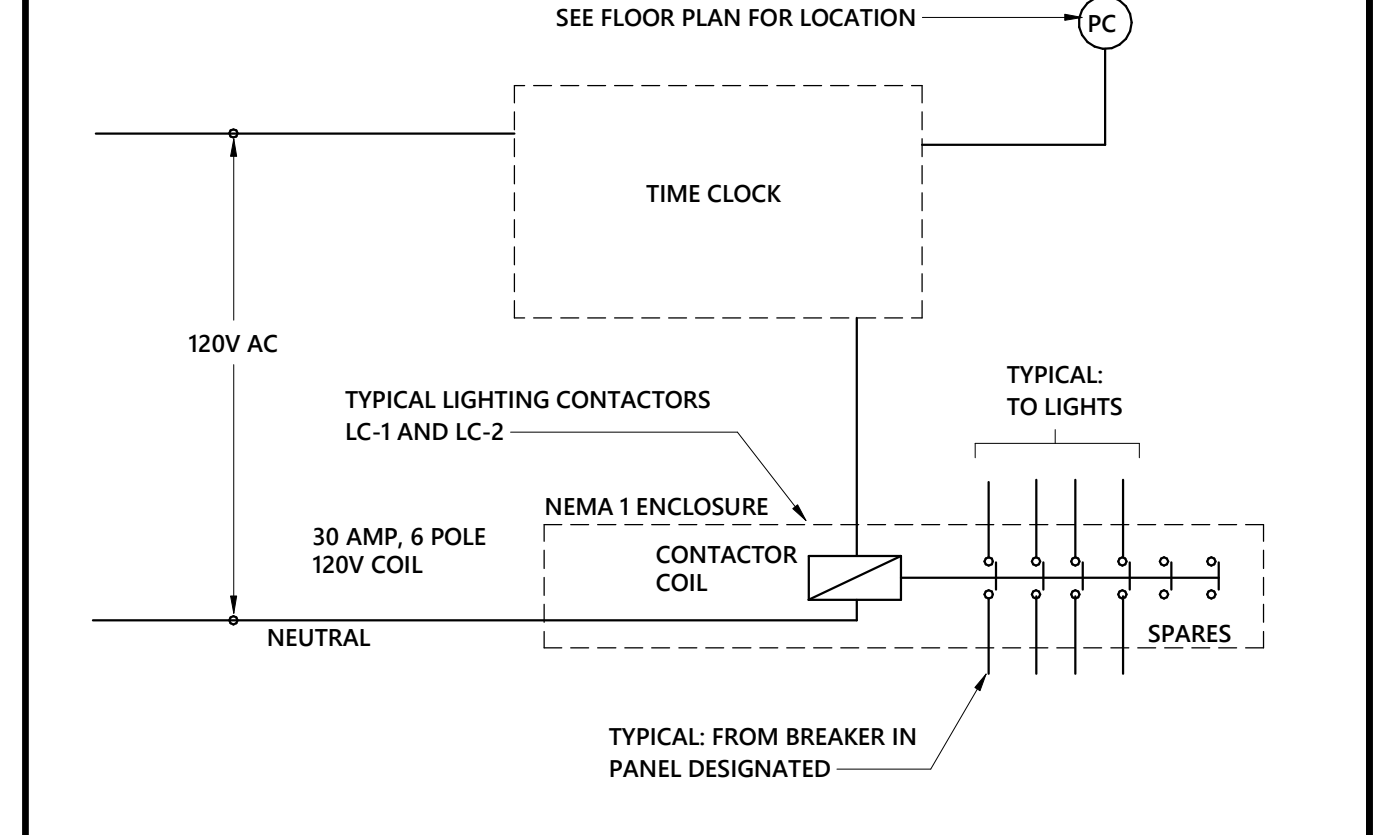 SEE FLOOR PLAN FOR LOCATION
PC
TIME CLOCK
120V AC
TYPICAL:
TO LIGHTS
TYPICAL LIGHTING CONTACTORS
LC-1 AND LC-2
NEMA 1 ENCLOSURE
30 AMP, 6 POLE
120V COIL
CONTACTOR
COIL
NEUTRAL
SPARES
TYPICAL: FROM BREAKER IN
PANEL DESIGNATED